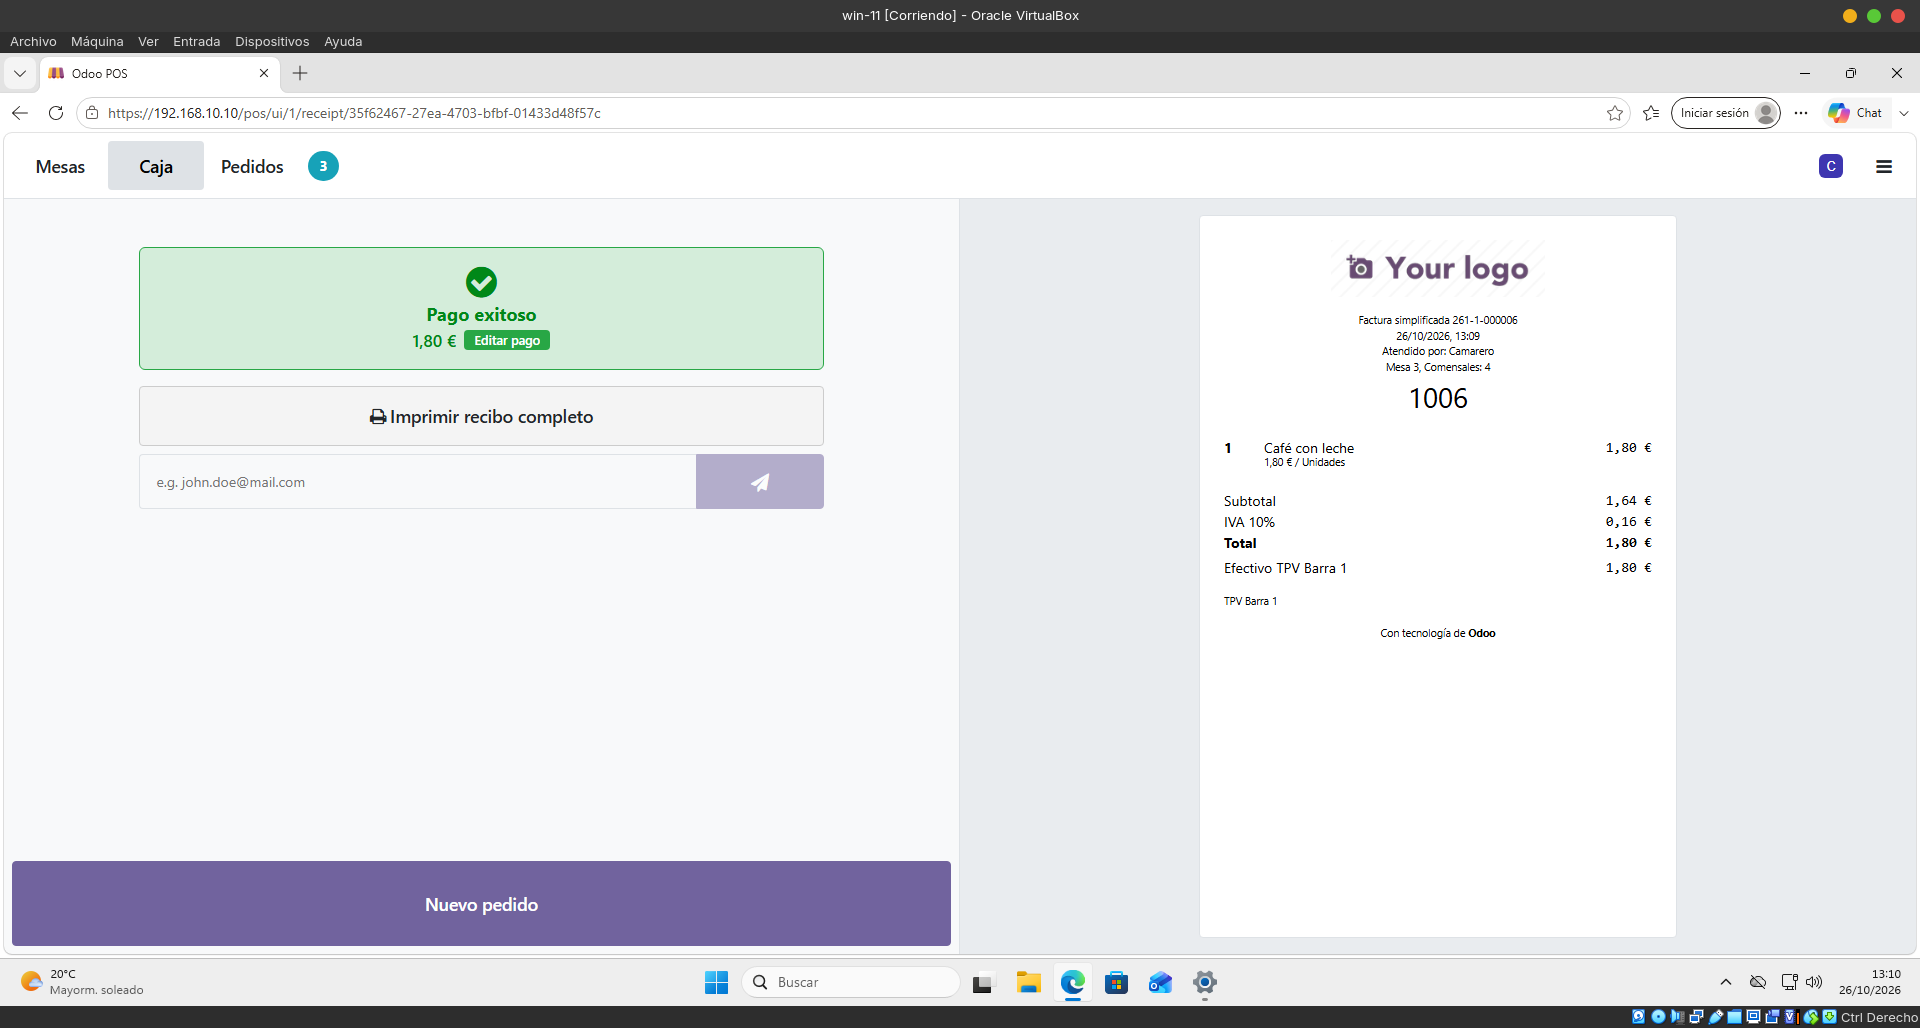 win-11 [Corriendo] - Oracle VirtualBox
Archivo Máquina Ver Entrada Dispositivos Ayuda
Odoo POS
https://192.168.10.10/pos/ui/1/receipt/35f62467-27ea-4703-bfbf-01433d48f57c
Iniciar sesión
Chat
Mesas Caja Pedidos 3
C
Pago exitoso
1,80 € Editar pago
Imprimir recibo completo
e.g. john.doe@mail.com
Nuevo pedido
Your logo
Factura simplificada 261-1-000006
26/10/2026, 13:09
Atendido por: Camarero
Mesa 3, Comensales: 4
1006
1 Café con leche 1,80 €
1,80 € / Unidades
Subtotal 1,64 €
IVA 10% 0,16 €
Total 1,80 €
Efectivo TPV Barra 1 1,80 €
TPV Barra 1
Con tecnología de Odoo
20°C
Mayorm. soleado
Buscar
13:10
26/10/2026
Ctrl Derecho